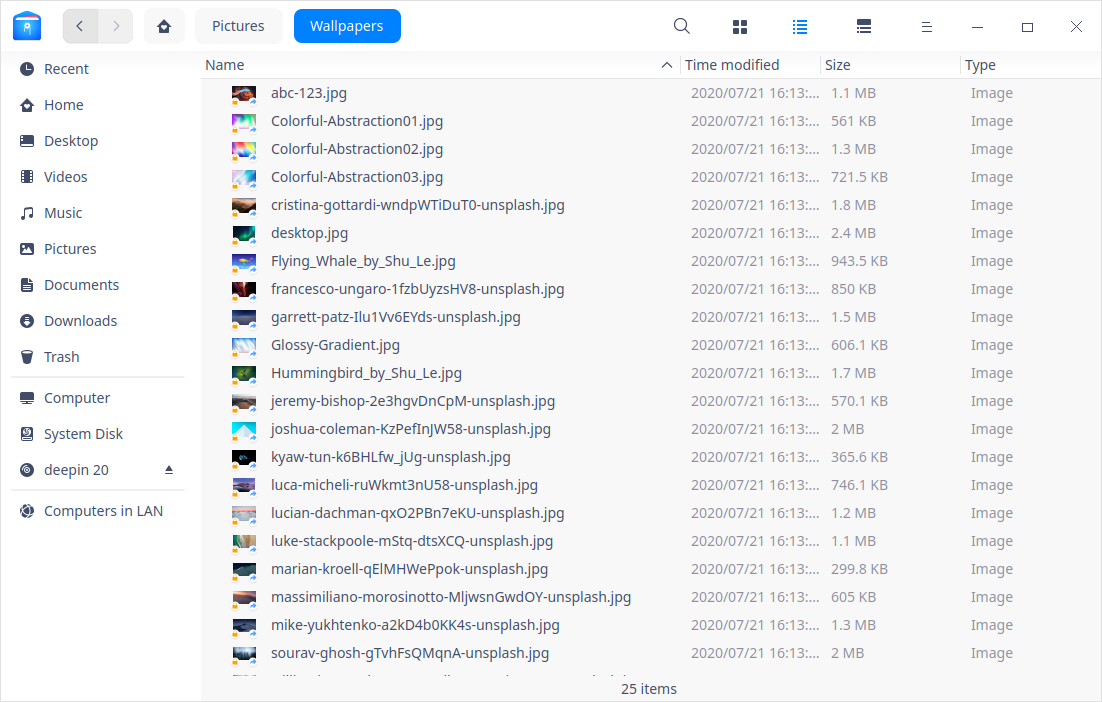 Pictures Wallpapers
Recent
Home
Desktop
Videos
Music
Pictures
Documents
Downloads
Trash
Computer
System Disk
deepin 20
Computers in LAN
Name Time modified Size Type
abc-123.jpg 2020/07/21 16:13:... 1.1 MB Image
Colorful-Abstraction01.jpg 2020/07/21 16:13:... 561 KB Image
Colorful-Abstraction02.jpg 2020/07/21 16:13:... 1.3 MB Image
Colorful-Abstraction03.jpg 2020/07/21 16:13:... 721.5 KB Image
cristina-gottardi-wndpWTiDuT0-unsplash.jpg 2020/07/21 16:13:... 1.8 MB Image
desktop.jpg 2020/07/21 16:13:... 2.4 MB Image
Flying_Whale_by_Shu_Le.jpg 2020/07/21 16:13:... 943.5 KB Image
francesco-ungaro-1fzbUyzsHV8-unsplash.jpg 2020/07/21 16:13:... 850 KB Image
garrett-patz-Ilu1Vv6EYds-unsplash.jpg 2020/07/21 16:13:... 1.5 MB Image
Glossy-Gradient.jpg 2020/07/21 16:13:... 606.1 KB Image
Hummingbird_by_Shu_Le.jpg 2020/07/21 16:13:... 1.7 MB Image
jeremy-bishop-2e3hgvDnCpM-unsplash.jpg 2020/07/21 16:13:... 570.1 KB Image
joshua-coleman-KzPefInJW58-unsplash.jpg 2020/07/21 16:13:... 2 MB Image
kyaw-tun-k6BHLfw_jUg-unsplash.jpg 2020/07/21 16:13:... 365.6 KB Image
luca-micheli-ruWkmt3nU58-unsplash.jpg 2020/07/21 16:13:... 746.1 KB Image
lucian-dachman-qxO2PBn7eKU-unsplash.jpg 2020/07/21 16:13:... 1.2 MB Image
luke-stackpoole-mStq-dtsXCQ-unsplash.jpg 2020/07/21 16:13:... 1.1 MB Image
marian-kroell-qElMHWePpok-unsplash.jpg 2020/07/21 16:13:... 299.8 KB Image
massimiliano-morosinotto-MljwsnGwdOY-unsplash.jpg 2020/07/21 16:13:... 605 KB Image
mike-yukhtenko-a2kD4b0KK4s-unsplash.jpg 2020/07/21 16:13:... 1.3 MB Image
sourav-ghosh-gTvhFsQMqnA-unsplash.jpg 2020/07/21 16:13:... 2 MB Image
25 items